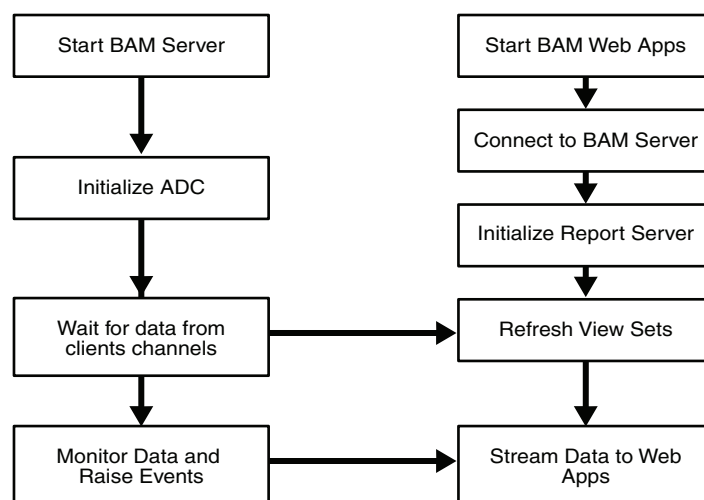 Start BAM Server
Start BAM Web Apps
Connect to BAM Server
Initialize ADC
Initialize Report Server
Wait for data from
clients channels
Refresh View Sets
Monitor Data and
Raise Events
Stream Data to Web
Apps